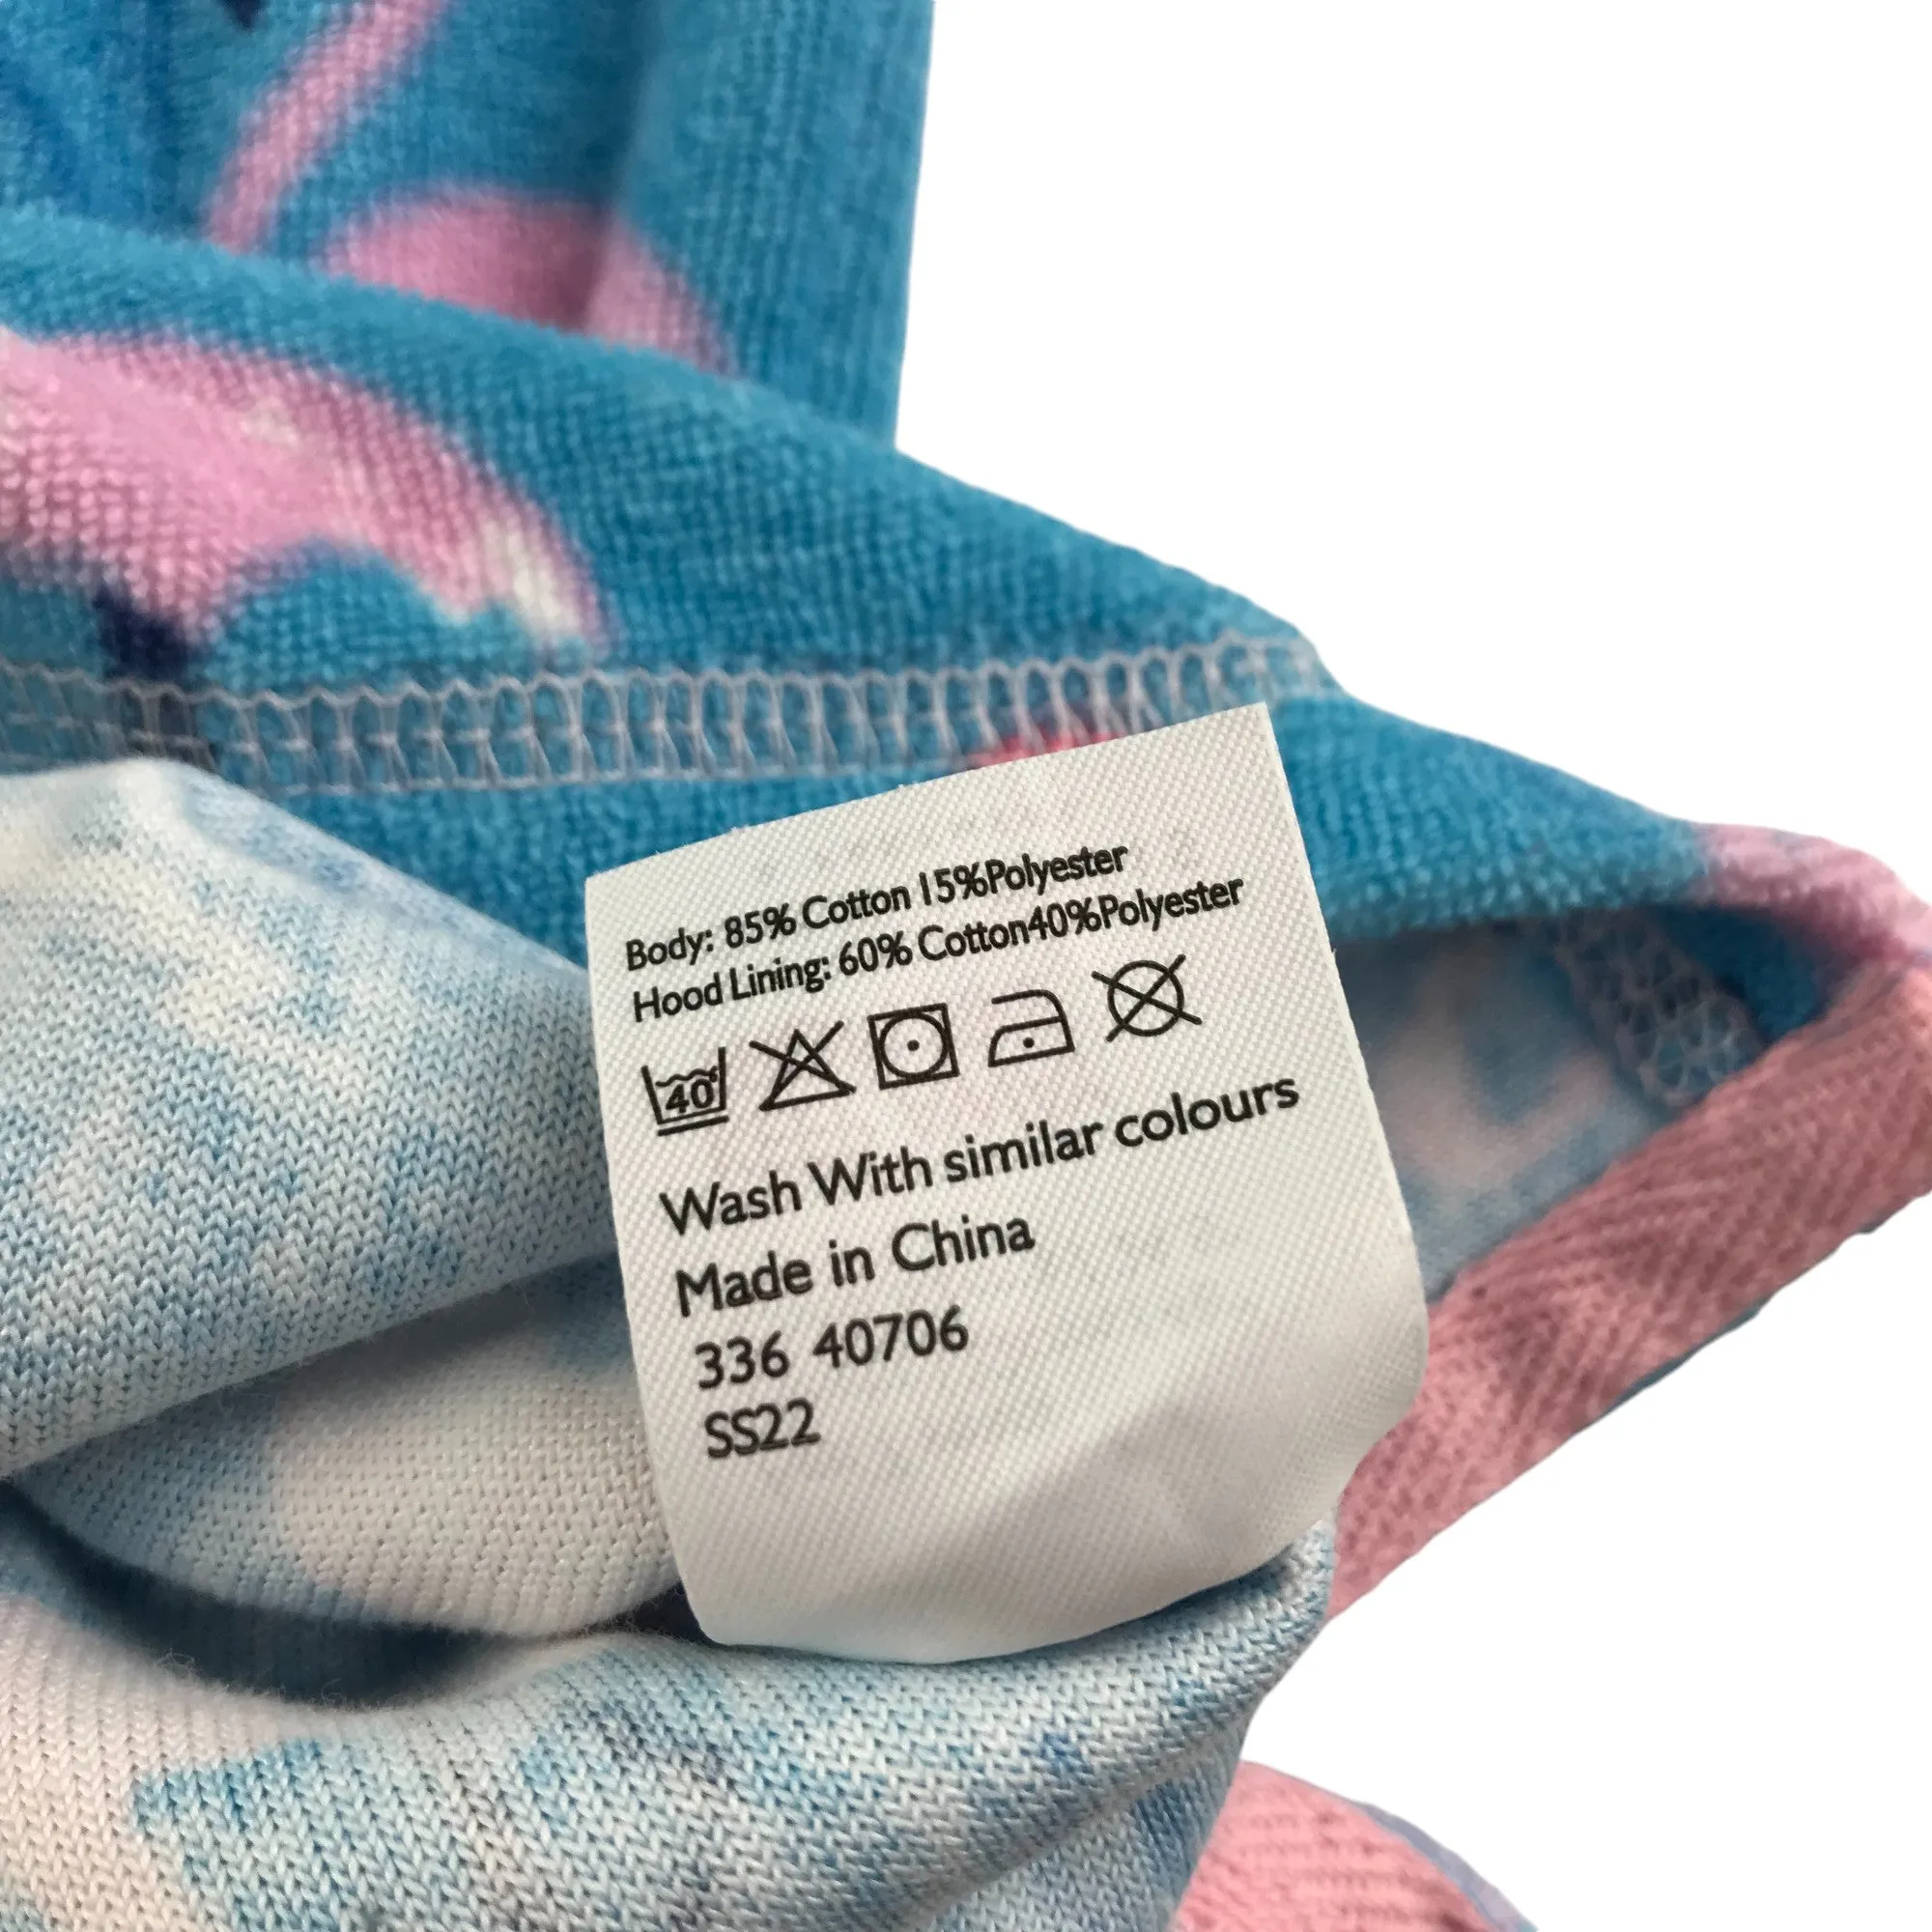 Body: 85% Cotton 15%Polyester
Hood Lining: 60% Cotton40%Polyester
40°
Wash With similar colours
Made in China
336 40706
SS22